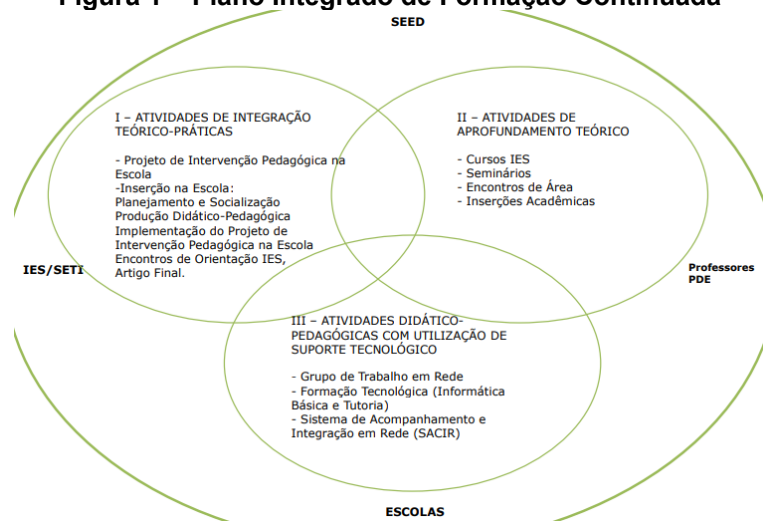 Figura 1 – Plano Integrado de Formação Continuada
SEED
I – ATIVIDADES DE INTEGRAÇÃO
TEÓRICO-PRÁTICAS
- Projeto de Intervenção Pedagógica na
Escola
-Inserção na Escola:
Planejamento e Socialização
Produção Didático-Pedagógica
Implementação do Projeto de
Intervenção Pedagógica na Escola
Encontros de Orientação IES,
Artigo Final.
II – ATIVIDADES DE
APROFUNDAMENTO TEÓRICO
- Cursos IES
- Seminários
- Encontros de Área
- Inserções Acadêmicas
IES/SETI
Professores
PDE
III – ATIVIDADES DIDÁTICO-
PEDAGÓGICAS COM UTILIZAÇÃO DE
SUPORTE TECNOLÓGICO
- Grupo de Trabalho em Rede
- Formação Tecnológica (Informática
Básica e Tutoria)
- Sistema de Acompanhamento e
Integração em Rede (SACIR)
ESCOLAS